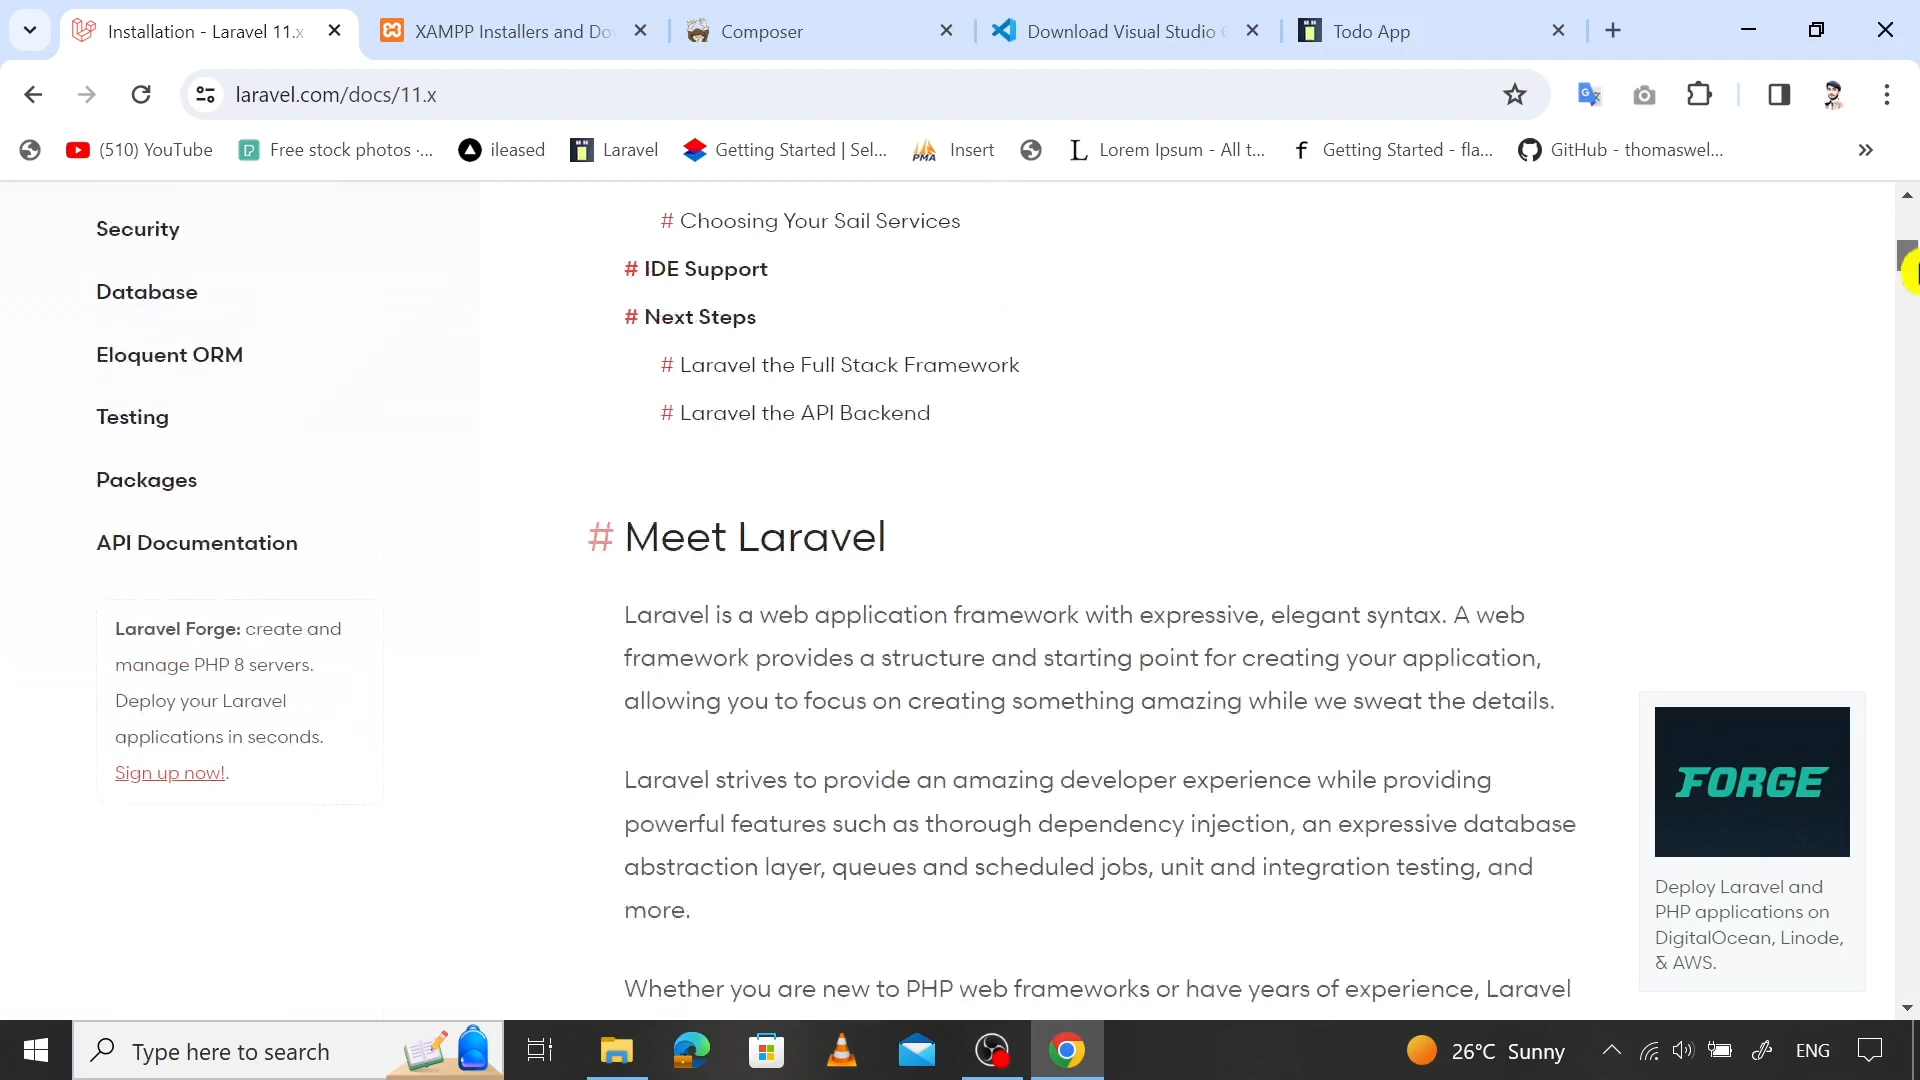 Installation - Laravel 11.x
XAMPP Installers and Do
Composer
Download Visual Studio
Todo App
laravel.com/docs/11.x
(510) YouTube
Free stock photos ·...
ileased
Laravel
Getting Started | Sel...
Insert
Lorem Ipsum - All t...
Getting Started - fla...
GitHub - thomaswel...
Security
Database
Eloquent ORM
Testing
Packages
API Documentation
Laravel Forge: create and
manage PHP 8 servers.
Deploy your Laravel
applications in seconds.
Sign up now!.
# Choosing Your Sail Services
# IDE Support
# Next Steps
# Laravel the Full Stack Framework
# Laravel the API Backend
# Meet Laravel
Laravel is a web application framework with expressive, elegant syntax. A web
framework provides a structure and starting point for creating your application,
allowing you to focus on creating something amazing while we sweat the details.
Laravel strives to provide an amazing developer experience while providing
powerful features such as thorough dependency injection, an expressive database
abstraction layer, queues and scheduled jobs, unit and integration testing, and
more.
Whether you are new to PHP web frameworks or have years of experience, Laravel
FORGE
Deploy Laravel and
PHP applications on
DigitalOcean, Linode,
& AWS.
Type here to search
26°C Sunny
ENG